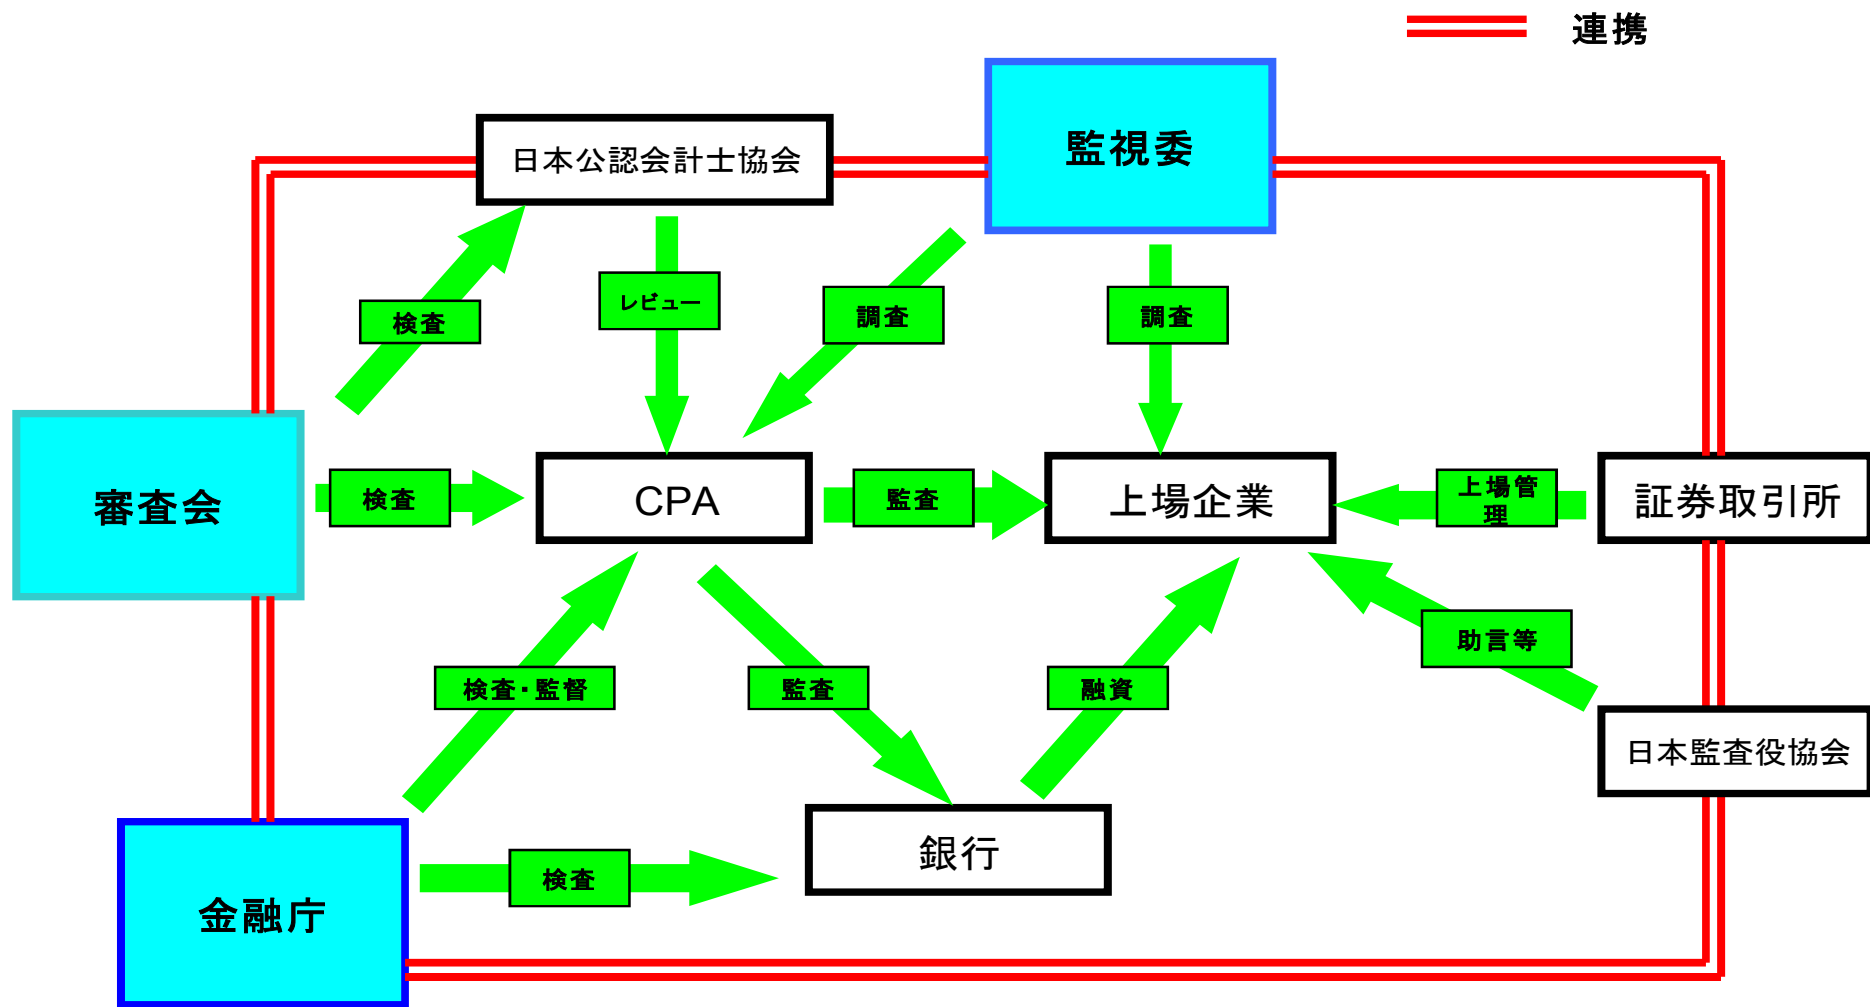 連携
監視委
日本公認会計士協会
検査
レビュー
調査
調査
審査会
検査
CPA
監査
上場企業
上場管
理
証券取引所
検査・監督
監査
融資
助言等
日本監査役協会
金融庁
検査
銀行